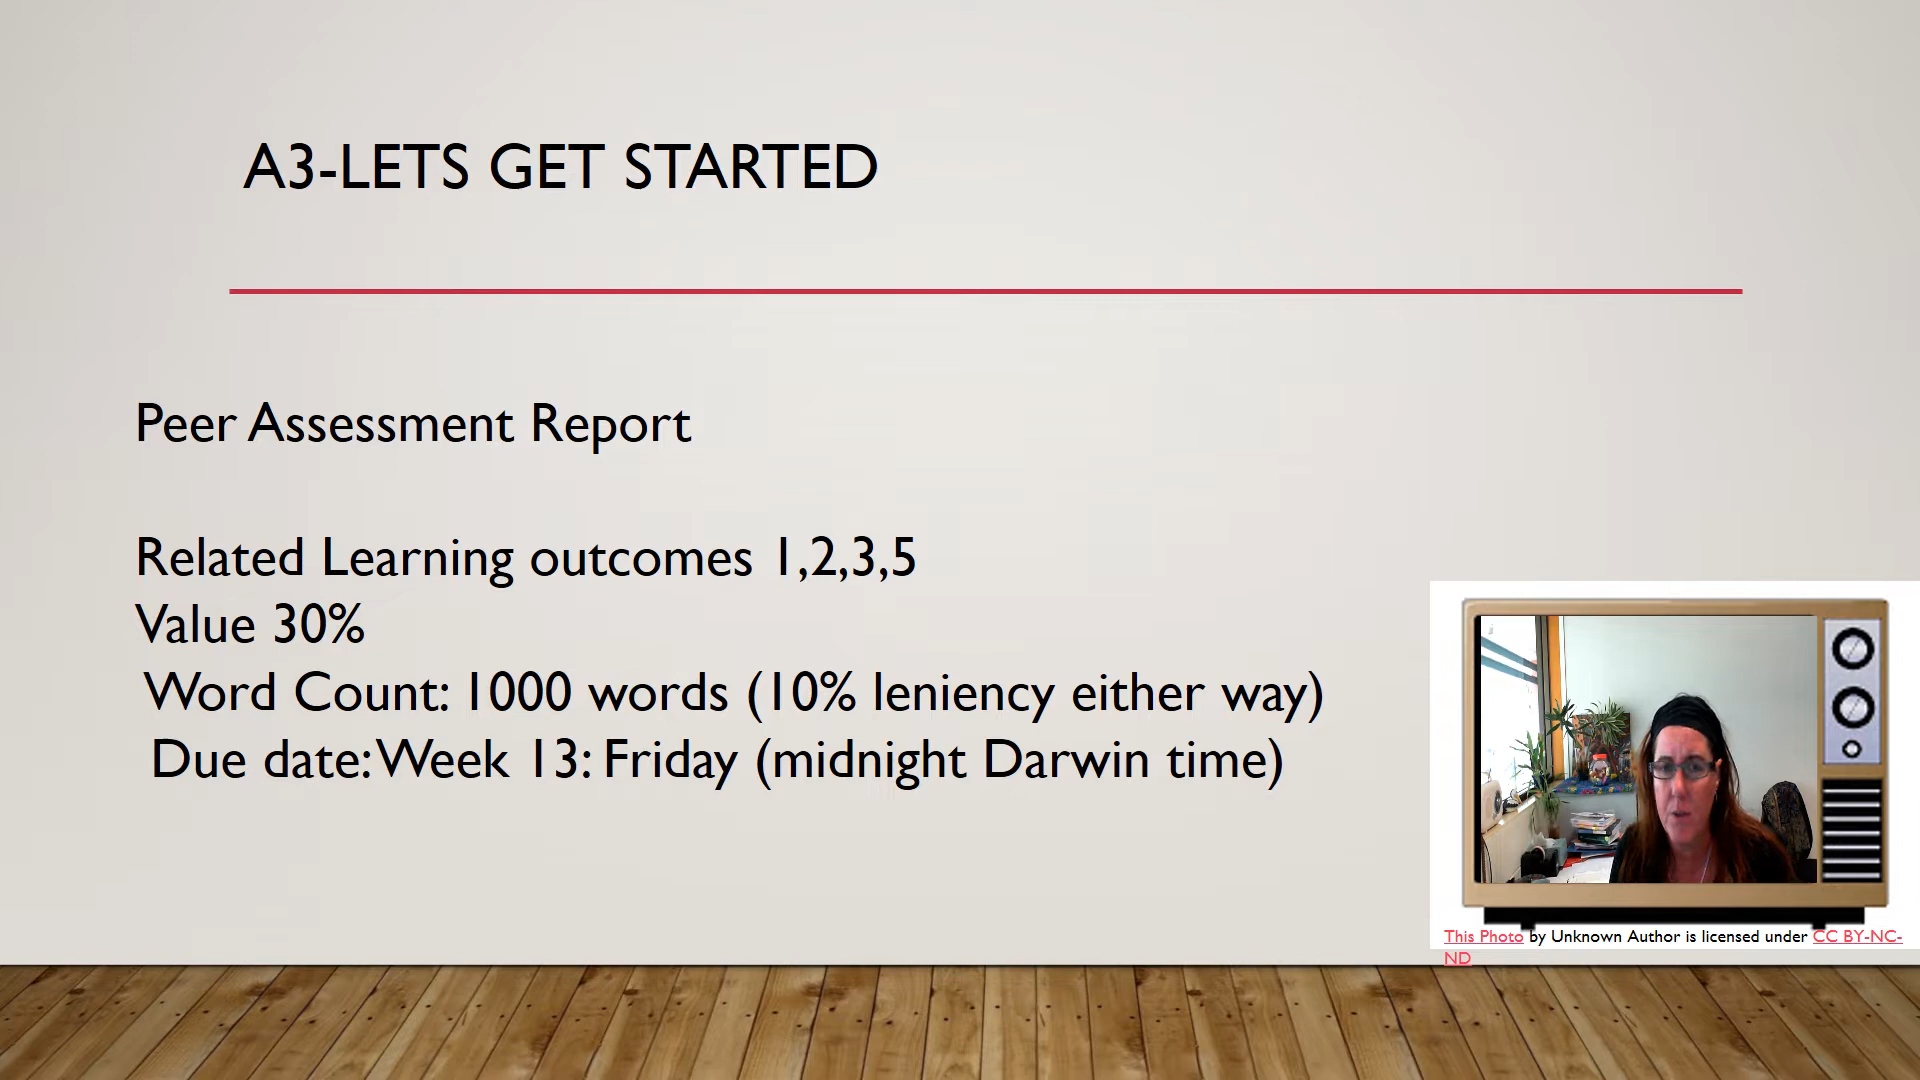 A3-LETS GET STARTED
Peer Assessment Report
Related Learning outcomes 1,2,3,5
Value 30%
Word Count: 1000 words (10% leniency either way)
Due date: Week 13: Friday (midnight Darwin time)
This Photo by Unknown Author is licensed under CC BY-NC-
ND